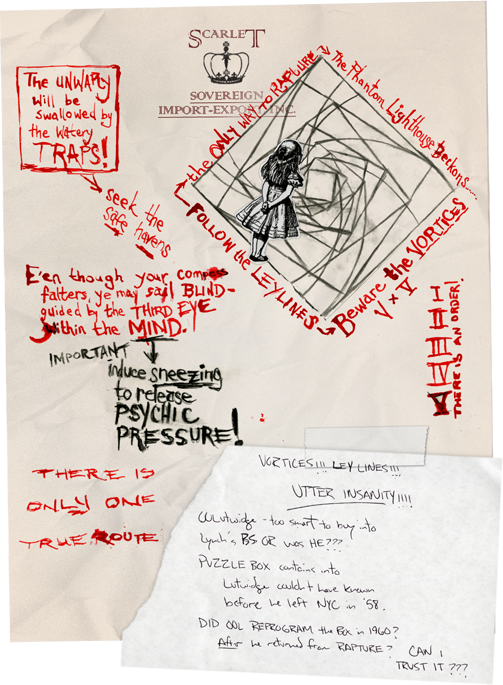 SCARLET
SOVEREIGN
IMPORT-EXPORT, INC.
The UNWARY
will be
swallowed by
the watery
TRAPS!
seek the
safe havens
the ONLY WAY to RAPTURE
The Phantom Lighthouse Beckons.....
FOLLOW the LEYLINES
Beware the VORTICES
V x V
THERE IS AN ORDER!
E'en though your compass
falters, ye may sail BLIND-
guided by the THIRD EYE
within the MIND.
IMPORTANT
induce sneezing
to release
PSYCHIC
PRESSURE!
THERE IS
ONLY ONE
TRUE ROUTE
VORTICES!!! LEY LINES!!!
UTTER INSANITY!!!!
OOLutwidge - too smart to buy into
Lynch's BS OR was HE???
PUZZLE BOX contains info
Lutwidge couldn't have known
before he left NYC in '58.
DID OOL REPROGRAM the Box in 1960?
After he returned from RAPTURE? CAN I
TRUST IT???